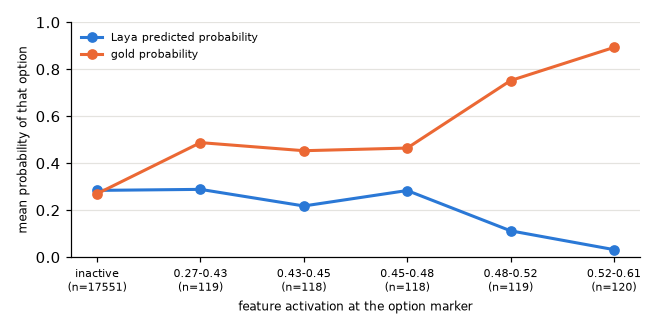 mean probability of that option
1.0
0.8
0.6
0.4
0.2
0.0
Laya predicted probability
gold probability
inactive
(n=17551)
0.27-0.43
(n=119)
0.43-0.45
(n=118)
0.45-0.48
(n=118)
0.48-0.52
(n=119)
0.52-0.61
(n=120)
feature activation at the option marker